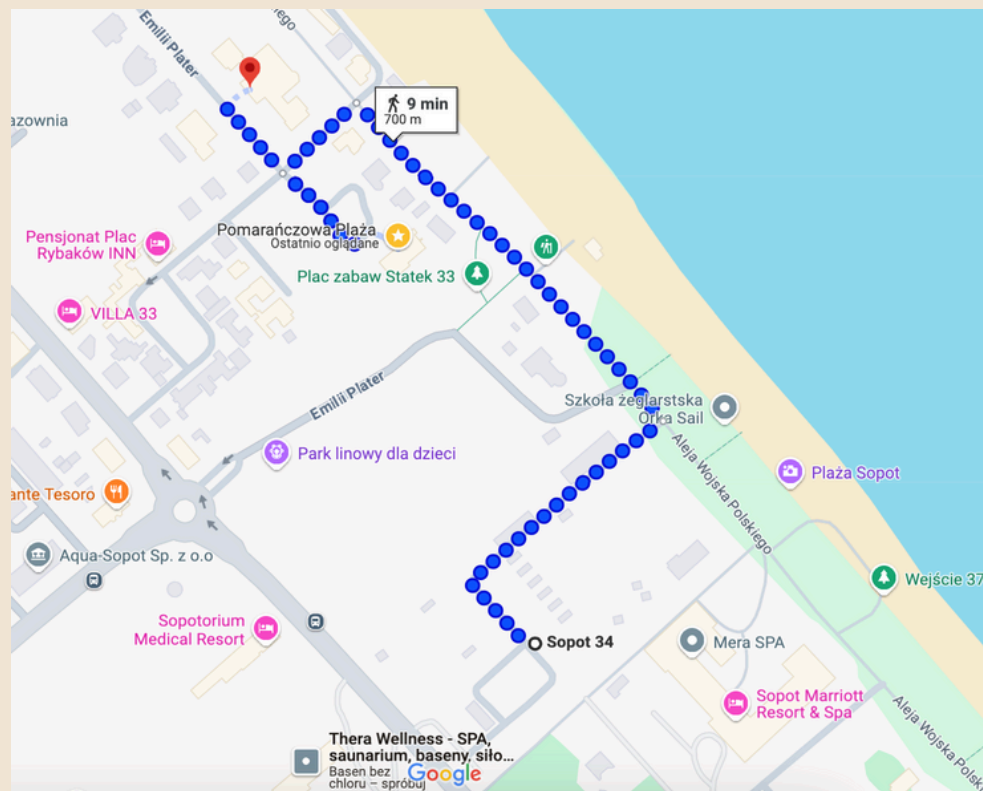 Emilii Plater
skiego
azownia
9 min
700 m
Pensjonat Plac
Rybaków INN
Pomarańczowa Plaża
Ostatnio oglądane
Plac zabaw Statek 33
VILLA 33
Emilii Plater
Szkoła żeglarstska
Orka Sail
Park linowy dla dzieci
Aleja Wojska Polskiego
Plaża Sopot
ante Tesoro
Aqua-Sopot Sp. z o.o
Wejście 37
Sopotorium
Medical Resort
Sopot 34
Mera SPA
Sopot Marriott
Resort & Spa
Aleja Wojska Polskiego
Thera Wellness - SPA,
saunarium, baseny, siło...
Basen bez
chloru – spróbuj
Google